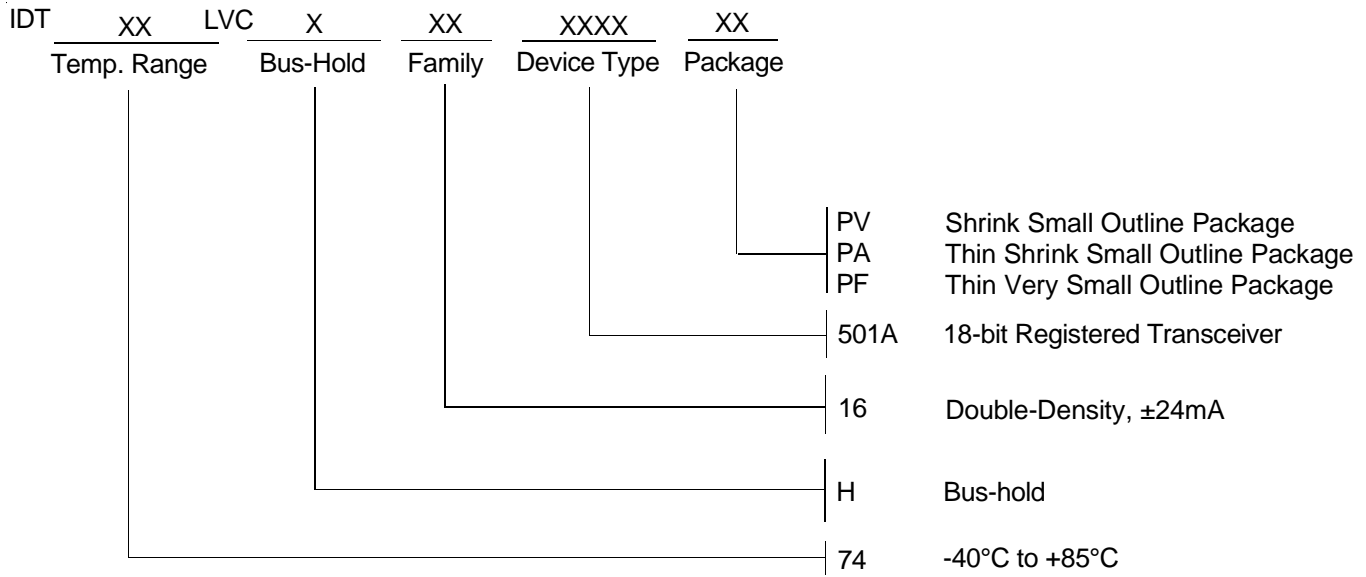 IDT XX LVC X XX XXXX XX
Temp. Range Bus-Hold Family Device Type Package
PV Shrink Small Outline Package
PA Thin Shrink Small Outline Package
PF Thin Very Small Outline Package
501A 18-bit Registered Transceiver
16 Double-Density, ±24mA
H Bus-hold
74 -40°C to +85°C